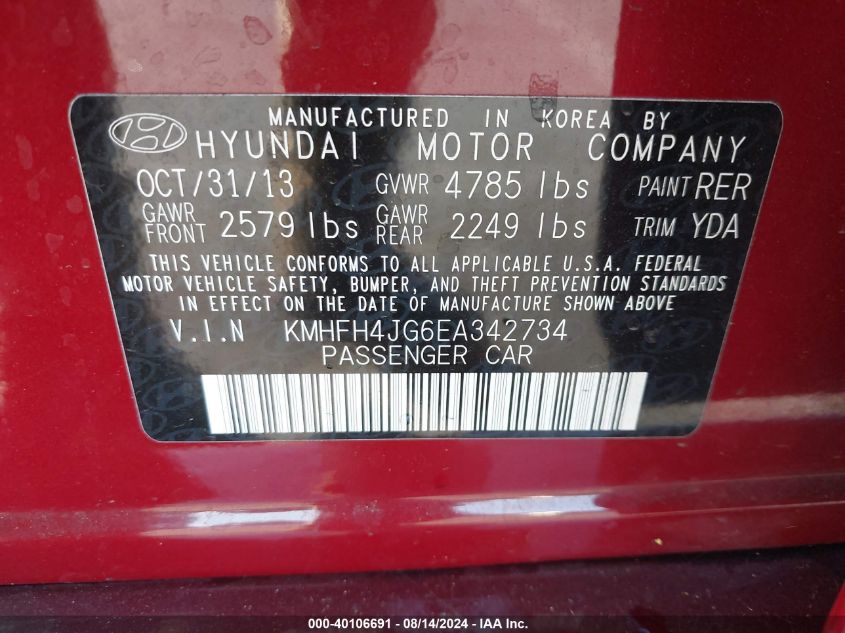 MANUFACTURED IN KOREA BY
HYUNDAI MOTOR COMPANY
OCT/31/13 GVWR 4785 lbs PAINT RER
GAWR FRONT 2579 lbs GAWR REAR 2249 lbs TRIM YDA
THIS VEHICLE CONFORMS TO ALL APPLICABLE U.S.A. FEDERAL
MOTOR VEHICLE SAFETY, BUMPER, AND THEFT PREVENTION STANDARDS
IN EFFECT ON THE DATE OF MANUFACTURE SHOWN ABOVE
V.I.N KMHFH4JG6EA342734
PASSENGER CAR
000-40106691 - 08/14/2024 - IAA Inc.